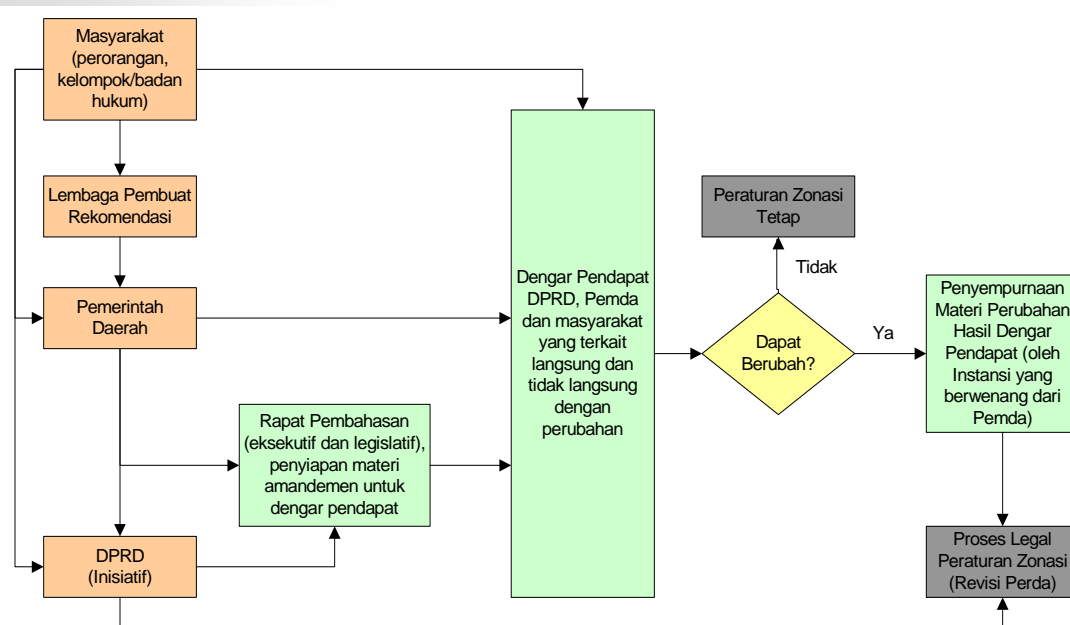 Masyarakat
(perorangan,
kelompok/badan
hukum)
Lembaga Pembuat
Rekomendasi
Pemerintah
Daerah
DPRD
(Inisiatif)
Rapat Pembahasan
(eksekutif dan legislatif),
penyiapan materi
amandemen untuk
dengar pendapat
Dengar Pendapat
DPRD, Pemda
dan masyarakat
yang terkait
langsung dan
tidak langsung
dengan
perubahan
Peraturan Zonasi
Tetap
Tidak
Dapat
Berubah?
Ya
Penyempurnaan
Materi Perubahan
Hasil Dengar
Pendapat (oleh
Instansi yang
berwenang dari
Pemda)
Proses Legal
Peraturan Zonasi
(Revisi Perda)